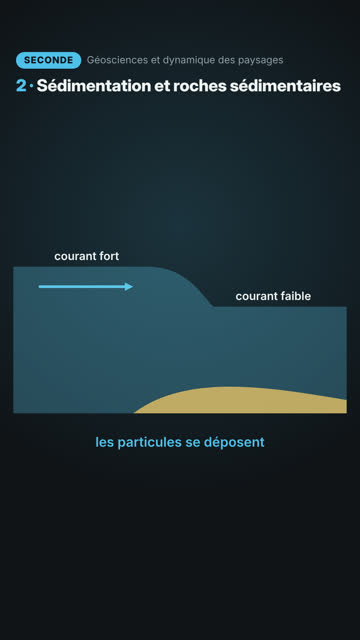 SECONDE Géosciences et dynamique des paysages
2 · Sédimentation et roches sédimentaires
courant fort
courant faible
les particules se déposent